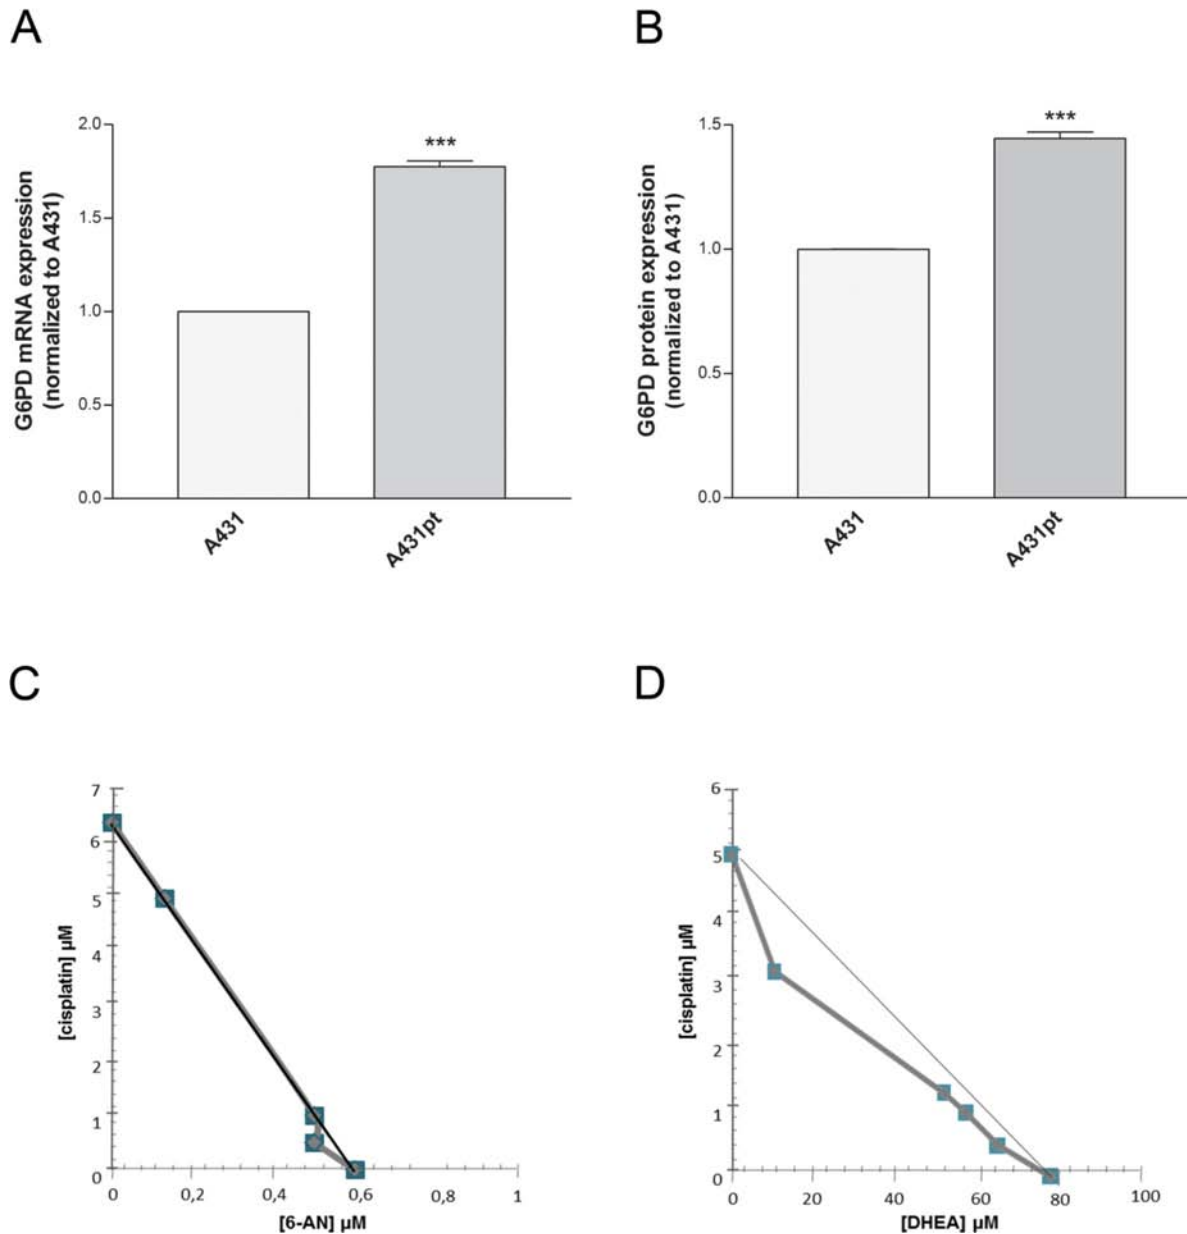 A
G6PD mRNA expression
(normalized to A431)
2.0
1.5
1.0
0.5
0.0
***
A431
A431pt
B
G6PD protein expression
(normalized to A431)
1.5
1.0
0.5
0.0
***
A431
A431pt
C
[cisplatin] µM
7
6
5
4
3
2
1
0
0
0,2
0,4
0,6
0,8
1
[6-AN] µM
D
[cisplatin] µM
6
5
4
3
2
1
0
0
20
40
60
80
100
[DHEA] µM